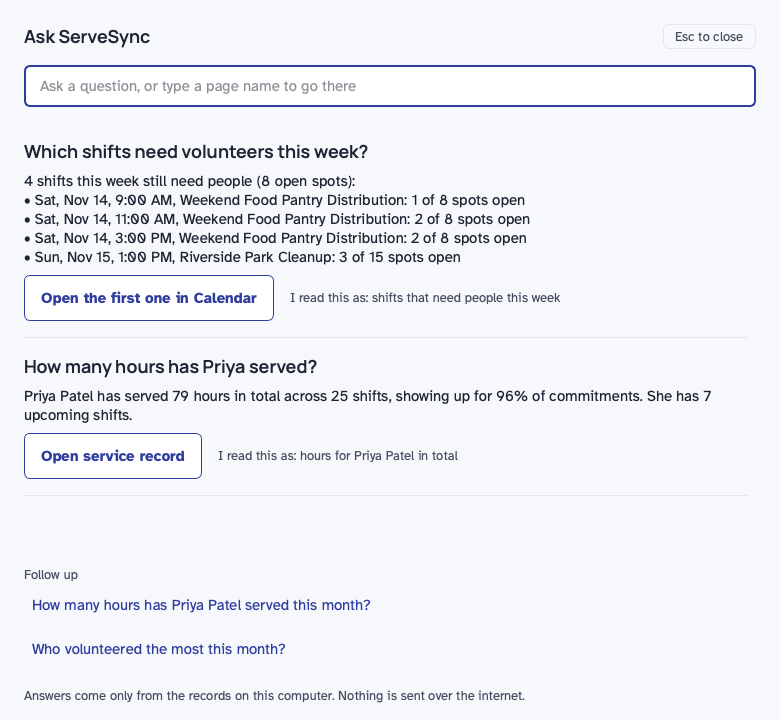 Ask ServeSync
Esc to close
Ask a question, or type a page name to go there
Which shifts need volunteers this week?
4 shifts this week still need people (8 open spots):
• Sat, Nov 14, 9:00 AM, Weekend Food Pantry Distribution: 1 of 8 spots open
• Sat, Nov 14, 11:00 AM, Weekend Food Pantry Distribution: 2 of 8 spots open
• Sat, Nov 14, 3:00 PM, Weekend Food Pantry Distribution: 2 of 8 spots open
• Sun, Nov 15, 1:00 PM, Riverside Park Cleanup: 3 of 15 spots open
Open the first one in Calendar
I read this as: shifts that need people this week
How many hours has Priya served?
Priya Patel has served 79 hours in total across 25 shifts, showing up for 96% of commitments. She has 7
upcoming shifts.
Open service record
I read this as: hours for Priya Patel in total
Follow up
How many hours has Priya Patel served this month?
Who volunteered the most this month?
Answers come only from the records on this computer. Nothing is sent over the internet.